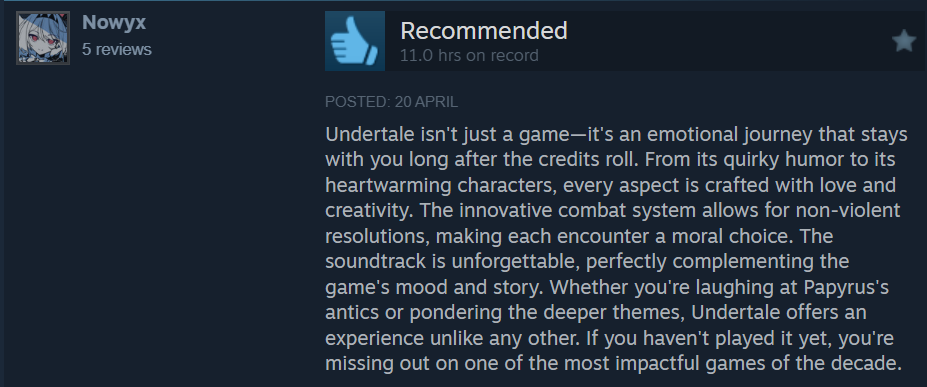 Nowyx
5 reviews
Recommended
11.0 hrs on record
POSTED: 20 APRIL
Undertale isn't just a game—it's an emotional journey that stays
with you long after the credits roll. From its quirky humor to its
heartwarming characters, every aspect is crafted with love and
creativity. The innovative combat system allows for non-violent
resolutions, making each encounter a moral choice. The
soundtrack is unforgettable, perfectly complementing the
game's mood and story. Whether you're laughing at Papyrus's
antics or pondering the deeper themes, Undertale offers an
experience unlike any other. If you haven't played it yet, you're
missing out on one of the most impactful games of the decade.